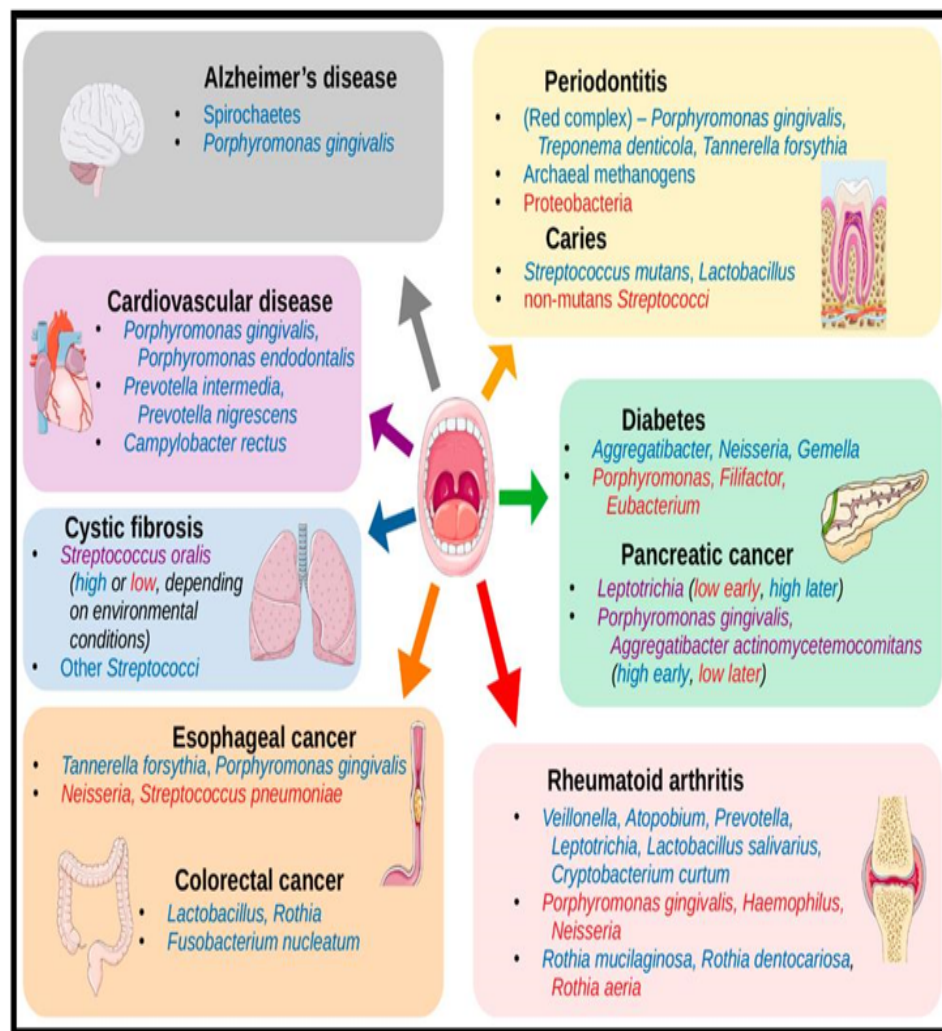 Alzheimer's disease
• Spirochaetes
• Porphyromonas gingivalis
Periodontitis
• (Red complex) – Porphyromonas gingivalis,
Treponema denticola, Tannerella forsythia
• Archaeal methanogens
• Proteobacteria
Caries
• Streptococcus mutans, Lactobacillus
• non-mutans Streptococci
Cardiovascular disease
• Porphyromonas gingivalis,
Porphyromonas endodontalis
• Prevotella intermedia,
Prevotella nigrescens
• Campylobacter rectus
Diabetes
• Aggregatibacter, Neisseria, Gemella
• Porphyromonas, Filifactor,
Eubacterium
Pancreatic cancer
• Leptotrichia (low early, high later)
• Porphyromonas gingivalis,
Aggregatibacter actinomycetemcomitans
(high early, low later)
Cystic fibrosis
• Streptococcus oralis
(high or low, depending
on environmental
conditions)
• Other Streptococci
Esophageal cancer
• Tannerella forsythia, Porphyromonas gingivalis
• Neisseria, Streptococcus pneumoniae
Colorectal cancer
• Lactobacillus, Rothia
• Fusobacterium nucleatum
Rheumatoid arthritis
• Veillonella, Atopobium, Prevotella,
Leptotrichia, Lactobacillus salivarius,
Cryptobacterium curtum
• Porphyromonas gingivalis, Haemophilus,
Neisseria
• Rothia mucilaginosa, Rothia dentocariosa,
Rothia aeria